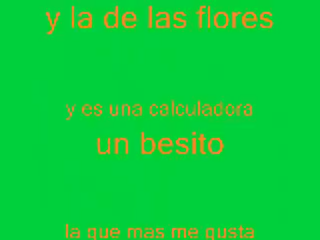 y la de las flores
y es una calculadora
un besito
la que mas me gusta